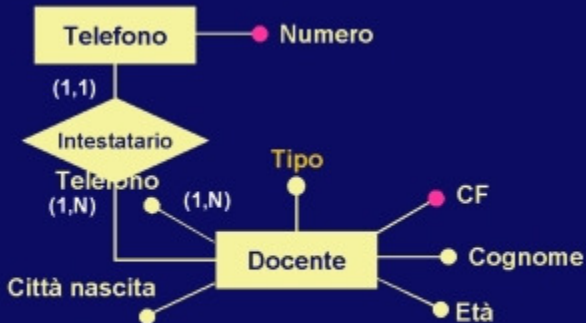 Telefono
Numero
(1,1)
Intestatario
Tipo
Telefono
(1,N)
(1,N)
CF
Docente
Cognome
Città nascita
Età